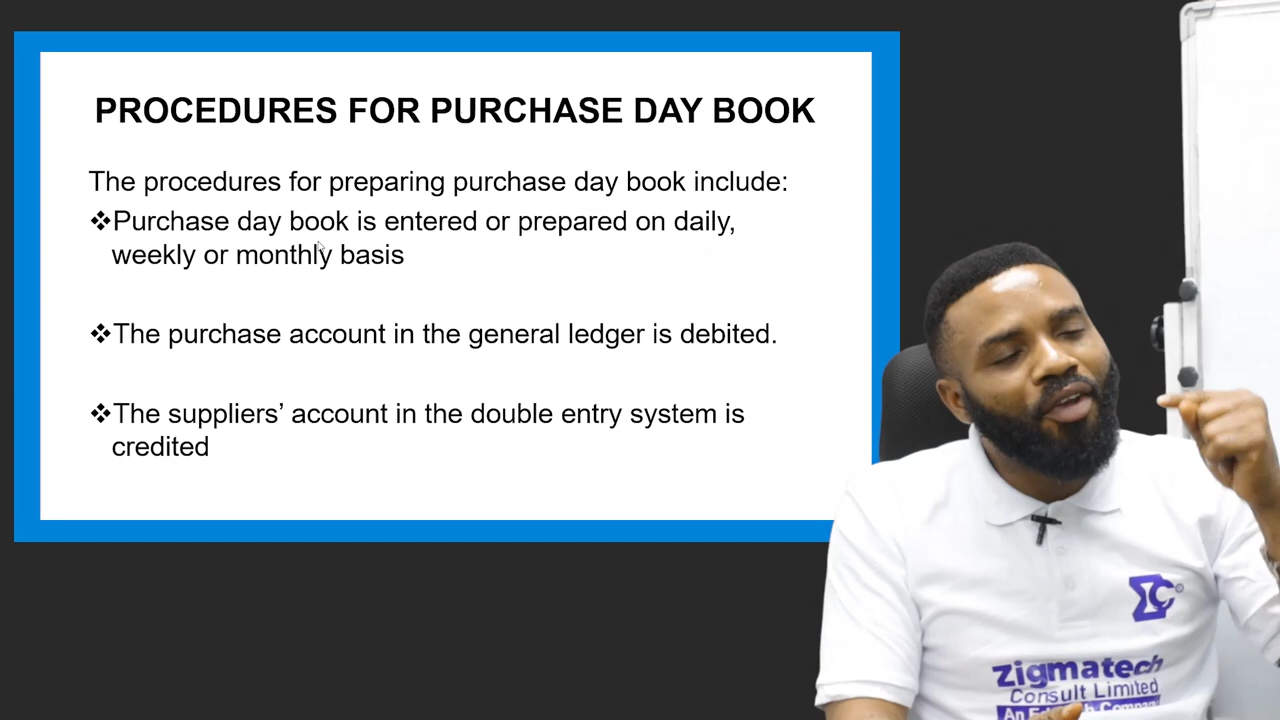 PROCEDURES FOR PURCHASE DAY BOOK
The procedures for preparing purchase day book include:
❖Purchase day book is entered or prepared on daily,
weekly or monthly basis
❖The purchase account in the general ledger is debited.
❖The suppliers’ account in the double entry system is
credited
zigmatech
Consult Limited